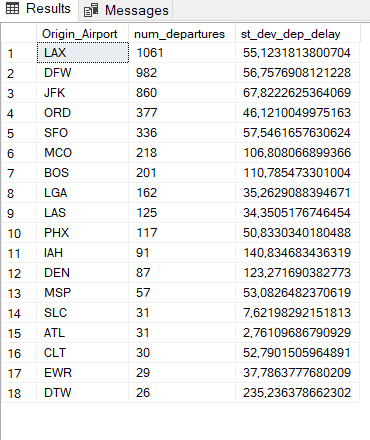 Results Messages
Origin_Airport num_departures st_dev_dep_delay
1 LAX 1061 55,1231813800704
2 DFW 982 56,7576908121228
3 JFK 860 67,8222625364069
4 ORD 377 46,1210049975163
5 SFO 336 57,5461657630624
6 MCO 218 106,808066899366
7 BOS 201 110,785473301004
8 LGA 162 35,2629088394671
9 LAS 125 34,3505176746454
10 PHX 117 50,8330340180488
11 IAH 91 140,834683436319
12 DEN 87 123,271690382773
13 MSP 57 53,0826482370619
14 SLC 31 7,62198292151813
15 ATL 31 2,76109686790929
16 CLT 30 52,7901505964891
17 EWR 29 37,7863777680209
18 DTW 26 235,236378662302